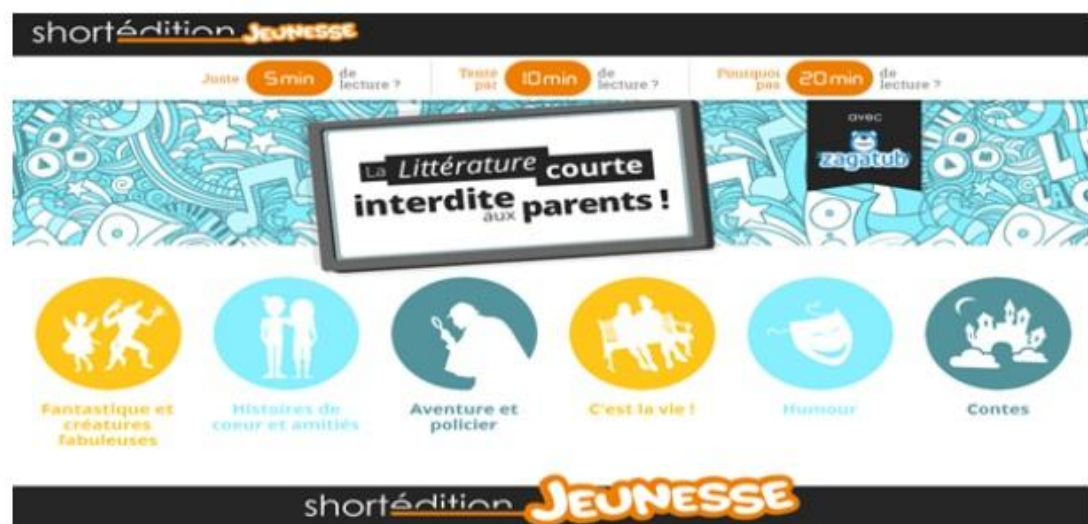 shortédition JEUNESSE
Juste 5min de lecture ?
Tenté par 10min de lecture ?
Pourquoi pas 20min de lecture ?
avec
zagatub
La Littérature courte
interdite aux parents !
Fantastique et
créatures
fabuleuses
Histoires de
coeur et amitiés
Aventure et
policier
C'est la vie !
Humour
Contes
shortédition JEUNESSE